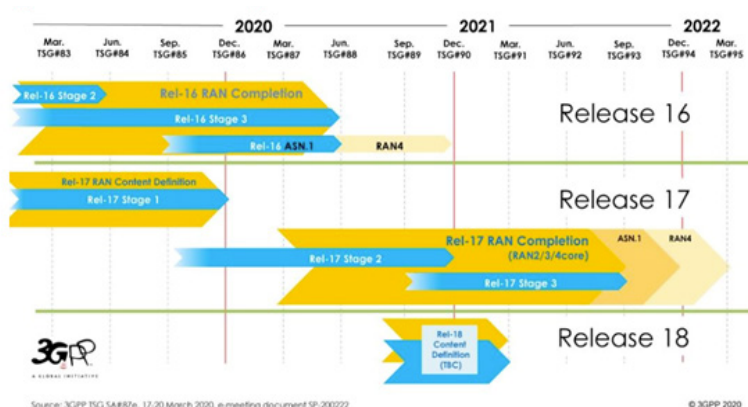 2020 2021 2022
Mar. Jun. Sep. Dec. Mar. Jun. Sep. Dec. Mar. Jun. Sep. Dec. Mar.
TSG#83 TSG#84 TSG#85 TSG#86 TSG#87 TSG#88 TSG#89 TSG#90 TSG#91 TSG#92 TSG#93 TSG#94 TSG#95
Rel-16 Stage 2 Rel-16 RAN Completion
Rel-16 Stage 3
Release 16
Rel-16 ASN.1 RAN4
Rel-17 RAN Content Definition
Release 17
Rel-17 Stage 1
Rel-17 RAN Completion ASN.1 RAN4
(RAN2/3/4core)
Rel-17 Stage 2
Rel-17 Stage 3
Release 18
Rel-18
Content
Definition
(TBC)
3GPP
A GLOBAL INITIATIVE
Source: 3GPP TSG SA#87e, 17-20 March 2020, e-meeting document SP-200222 © 3GPP 2020